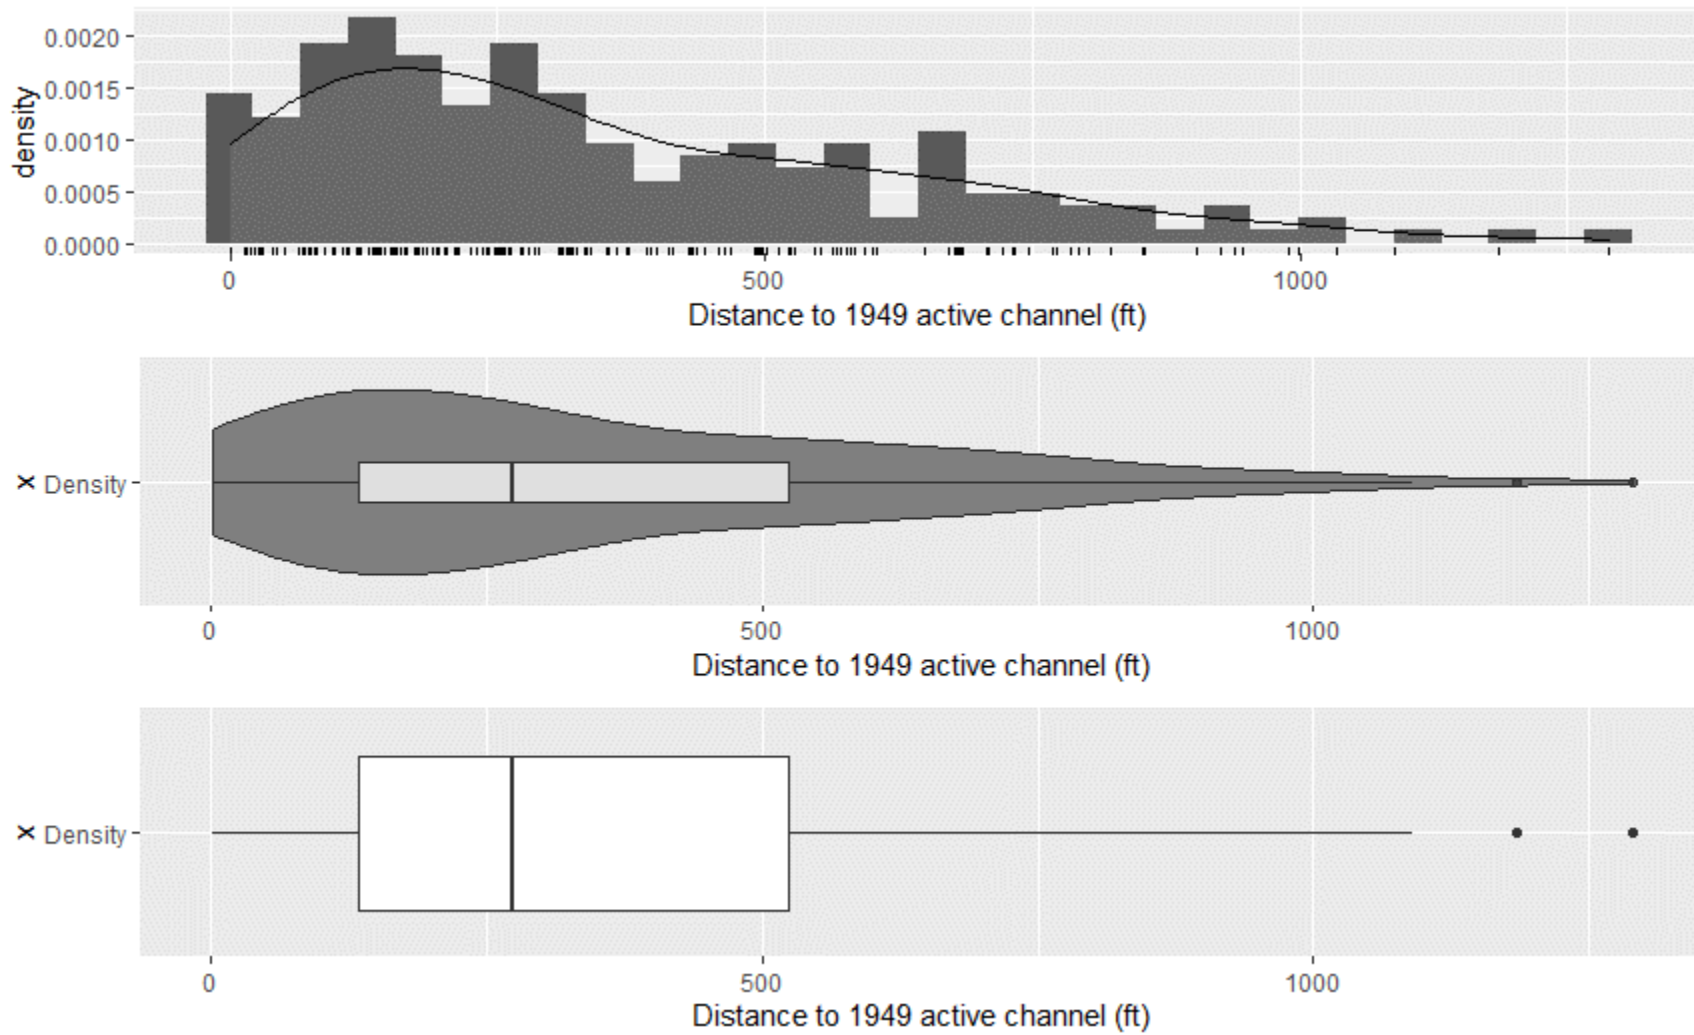 density
0.0020
0.0015
0.0010
0.0005
0.0000
0 500 1000
Distance to 1949 active channel (ft)
x Density
0 500 1000
Distance to 1949 active channel (ft)
x Density
0 500 1000
Distance to 1949 active channel (ft)